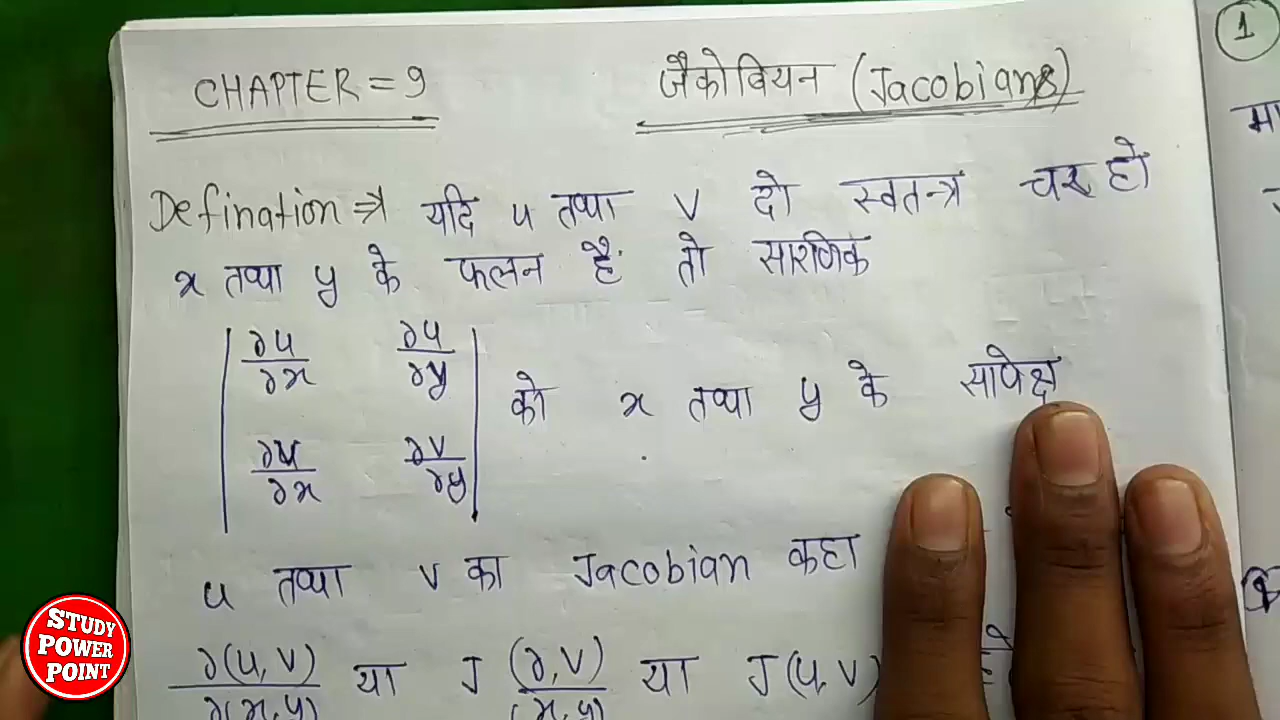 CHAPTER = 9 जैकोबियन (Jacobians)
1
Defination ⇒ यदि u तथा v दो स्वतन्त्र चर हो
x तथा y के फलन हैं तो सारणिक
| ∂u/∂x ∂u/∂y |
| ∂u/∂x ∂v/∂y | को x तथा y के सापेक्ष
u तथा v का Jacobian कहा
∂(u,v)/∂(x,y) या J (∂,v)/(x,y) या J(u,v)
STUDY
POWER
POINT